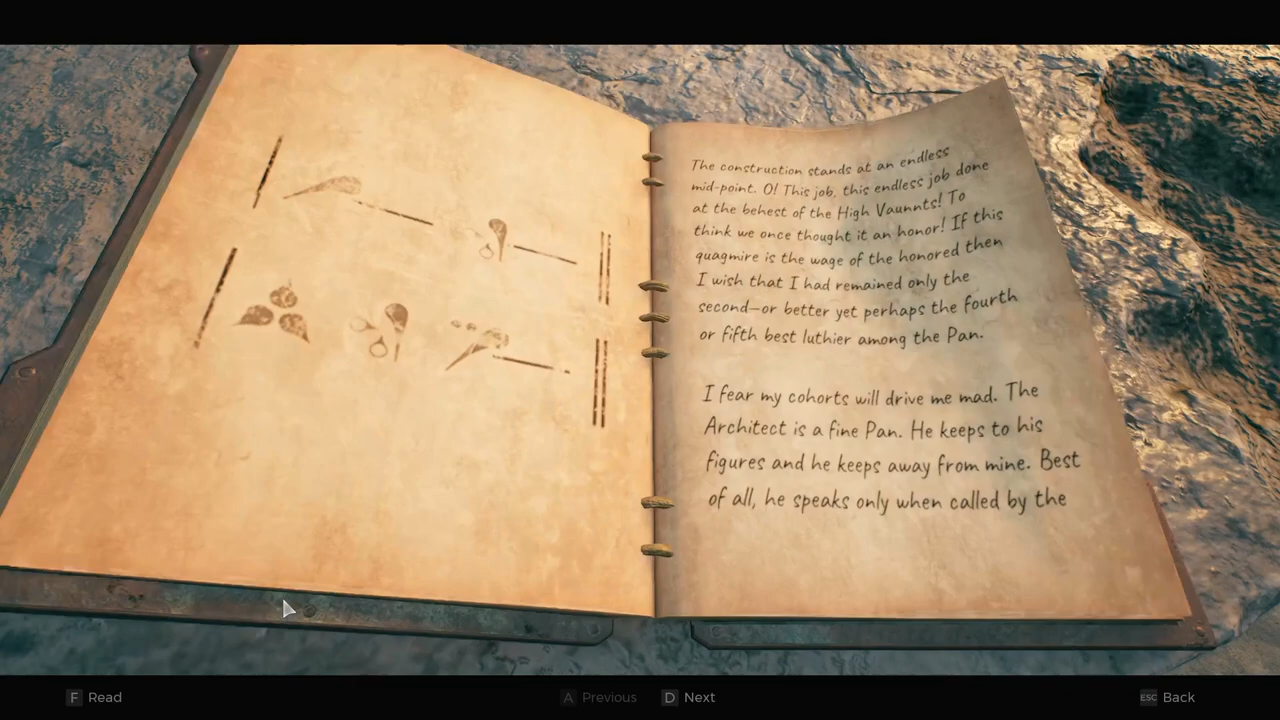 The construction stands at an endless
mid-point. O! This job, this endless job done
at the behest of the High Vaunnts! To
think we once thought it an honor! If this
quagmire is the wage of the honored then
I wish that I had remained only the
second—or better yet perhaps the fourth
or fifth best luthier among the Pan.
I fear my cohorts will drive me mad. The
Architect is a fine Pan. He keeps to his
figures and he keeps away from mine. Best
of all, he speaks only when called by the
F Read
A Previous
D Next
ESC Back